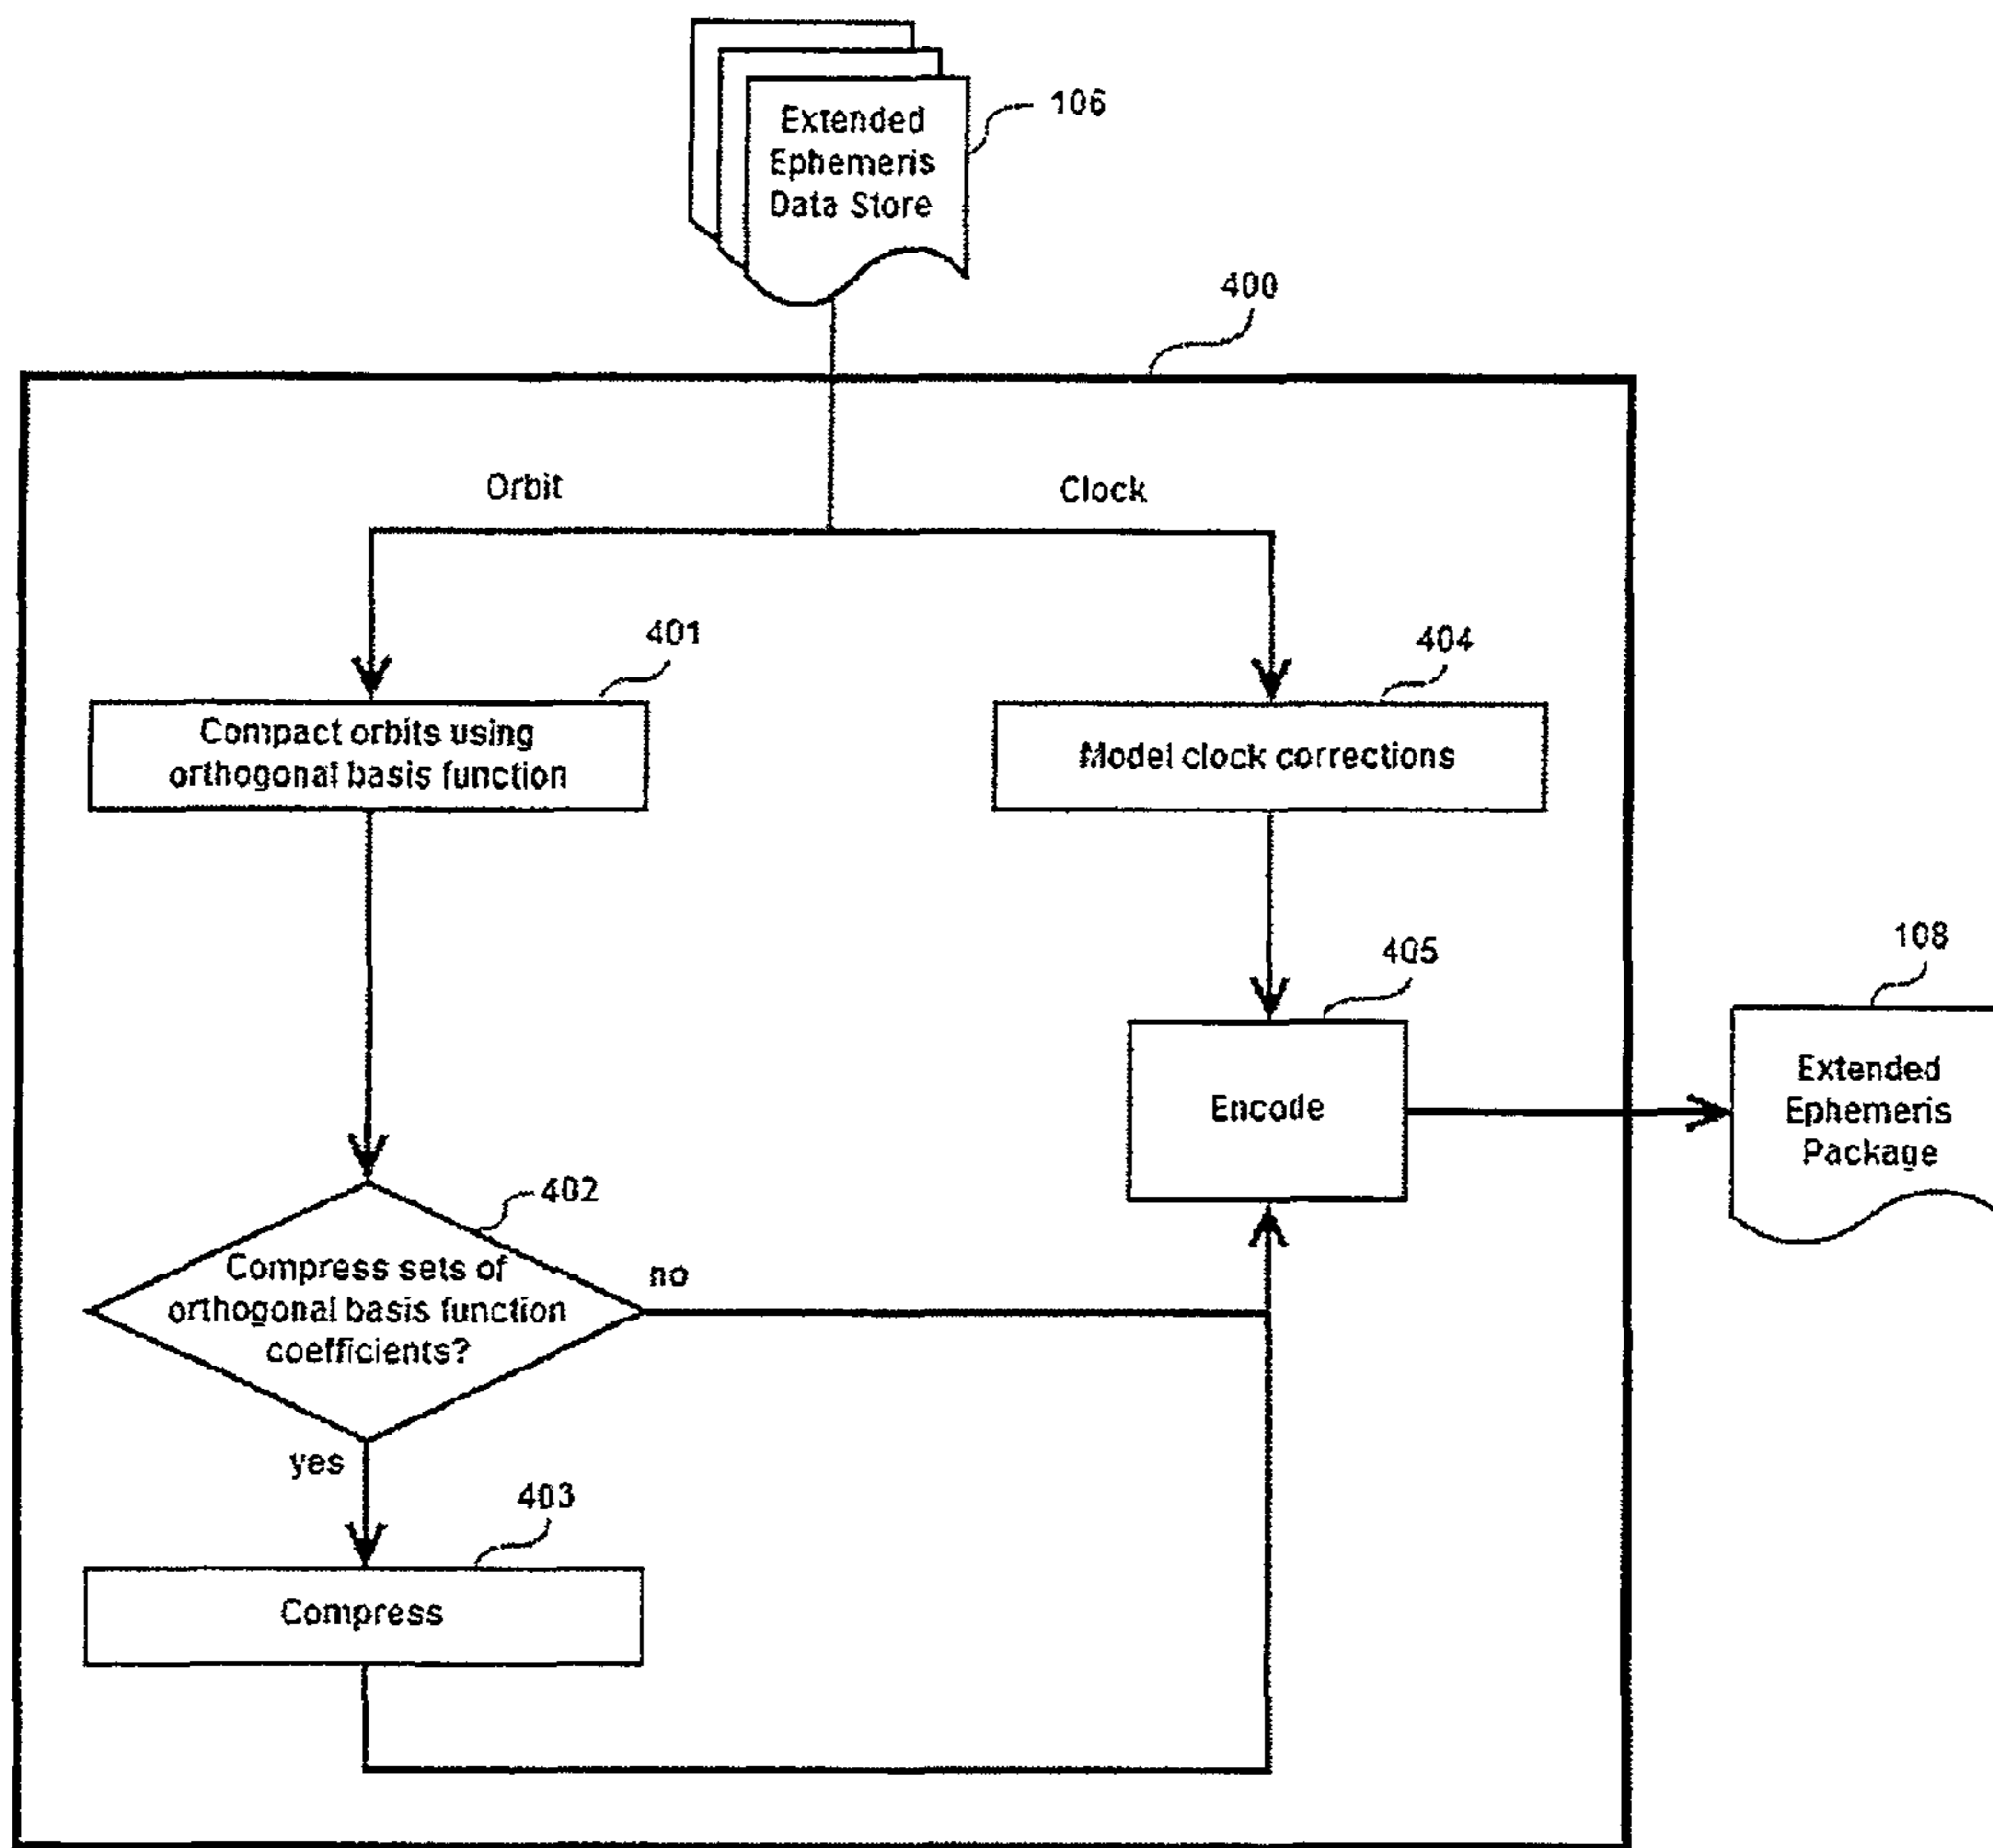 Extended
Ephemeris
Data Store
106
400
Orbit
Clock
401
404
Compact orbits using
orthogonal basis function
Model clock corrections
405
108
Encode
Extended
Ephemeris
Package
402
Compress sets of
orthogonal basis function
coefficients?
no
yes
403
Compress